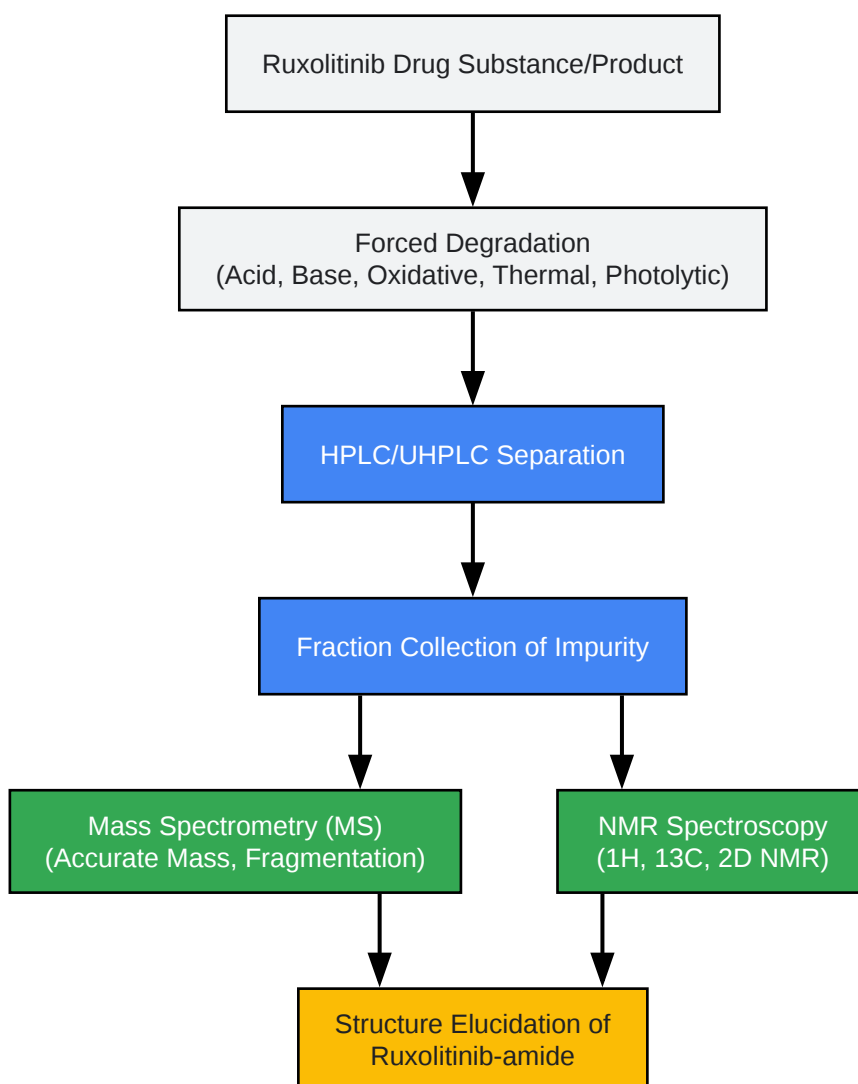 Ruxolitinib Drug Substance/Product
Forced Degradation
(Acid, Base, Oxidative, Thermal, Photolytic)
HPLC/UHPLC Separation
Fraction Collection of Impurity
Mass Spectrometry (MS)
(Accurate Mass, Fragmentation)
NMR Spectroscopy
(1H, 13C, 2D NMR)
Structure Elucidation of
Ruxolitinib-amide